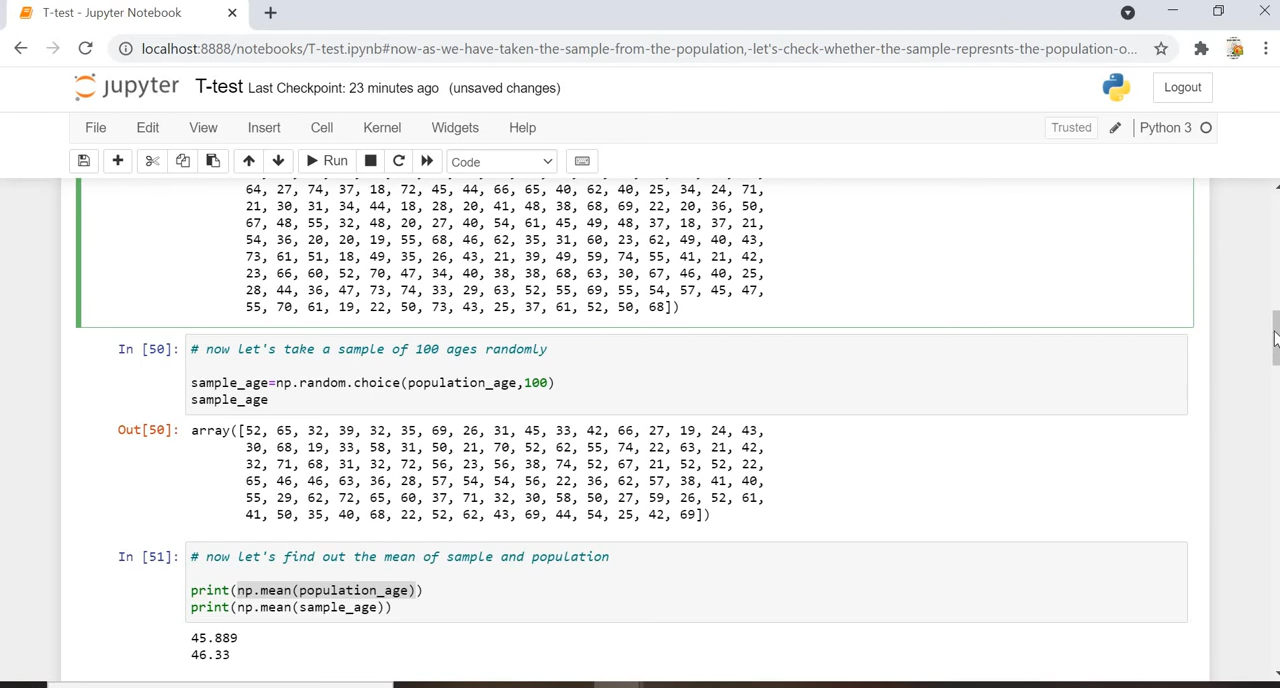 T-test - Jupyter Notebook
localhost:8888/notebooks/T-test.ipynb#now-as-we-have-taken-the-sample-from-the-population,-let's-check-whether-the-sample-represnts-the-population-o...
jupyter T-test Last Checkpoint: 23 minutes ago (unsaved changes) Logout
File Edit View Insert Cell Kernel Widgets Help Trusted Python 3
Run Code
64, 27, 74, 37, 18, 72, 45, 44, 66, 65, 40, 62, 40, 25, 34, 24, 71,
21, 30, 31, 34, 44, 18, 28, 20, 41, 48, 38, 68, 69, 22, 20, 36, 50,
67, 48, 55, 32, 48, 20, 27, 40, 54, 61, 45, 49, 48, 37, 18, 37, 21,
54, 36, 20, 20, 19, 55, 68, 46, 62, 35, 31, 60, 23, 62, 49, 40, 43,
73, 61, 51, 18, 49, 35, 26, 43, 21, 39, 49, 59, 74, 55, 41, 21, 42,
23, 66, 60, 52, 70, 47, 34, 40, 38, 38, 68, 63, 30, 67, 46, 40, 25,
28, 44, 36, 47, 73, 74, 33, 29, 63, 52, 55, 69, 55, 54, 57, 45, 47,
55, 70, 61, 19, 22, 50, 73, 43, 25, 37, 61, 52, 50, 68])
In [50]: # now let's take a sample of 100 ages randomly
sample_age=np.random.choice(population_age,100)
sample_age
Out[50]: array([52, 65, 32, 39, 32, 35, 69, 26, 31, 45, 33, 42, 66, 27, 19, 24, 43,
30, 68, 19, 33, 58, 31, 50, 21, 70, 52, 62, 55, 74, 22, 63, 21, 42,
32, 71, 68, 31, 32, 72, 56, 23, 56, 38, 74, 52, 67, 21, 52, 52, 22,
65, 46, 46, 63, 36, 28, 57, 54, 54, 56, 22, 36, 62, 57, 38, 41, 40,
55, 29, 62, 72, 65, 60, 37, 71, 32, 30, 58, 50, 27, 59, 26, 52, 61,
41, 50, 35, 40, 68, 22, 52, 62, 43, 69, 44, 54, 25, 42, 69])
In [51]: # now let's find out the mean of sample and population
print(np.mean(population_age))
print(np.mean(sample_age))
45.889
46.33